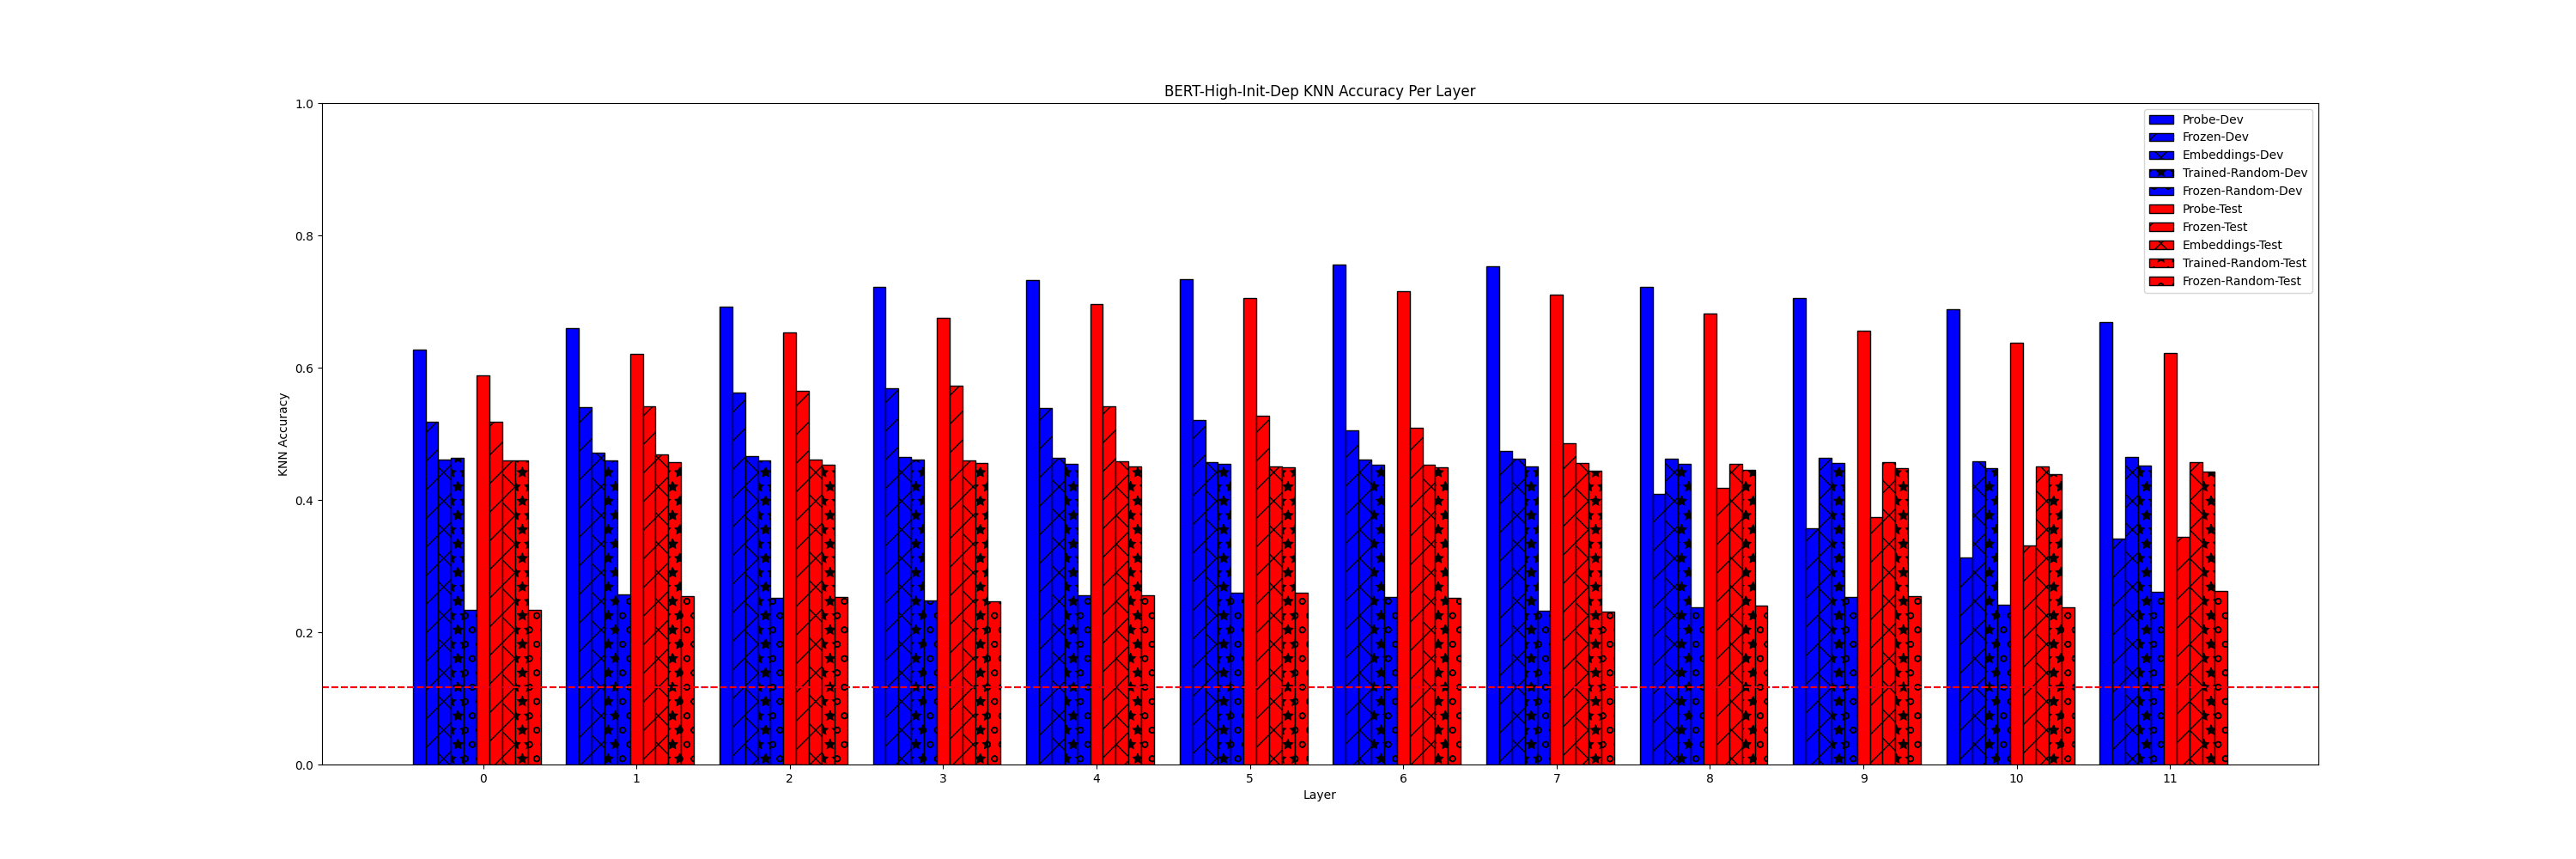 BERT-High-Init-Dep KNN Accuracy Per Layer
1.0
0.8
0.6
0.4
0.2
0.0
KNN Accuracy
Probe-Dev
Frozen-Dev
Embeddings-Dev
Trained-Random-Dev
Frozen-Random-Dev
Probe-Test
Frozen-Test
Embeddings-Test
Trained-Random-Test
Frozen-Random-Test
0 1 2 3 4 5 6 7 8 9 10 11
Layer